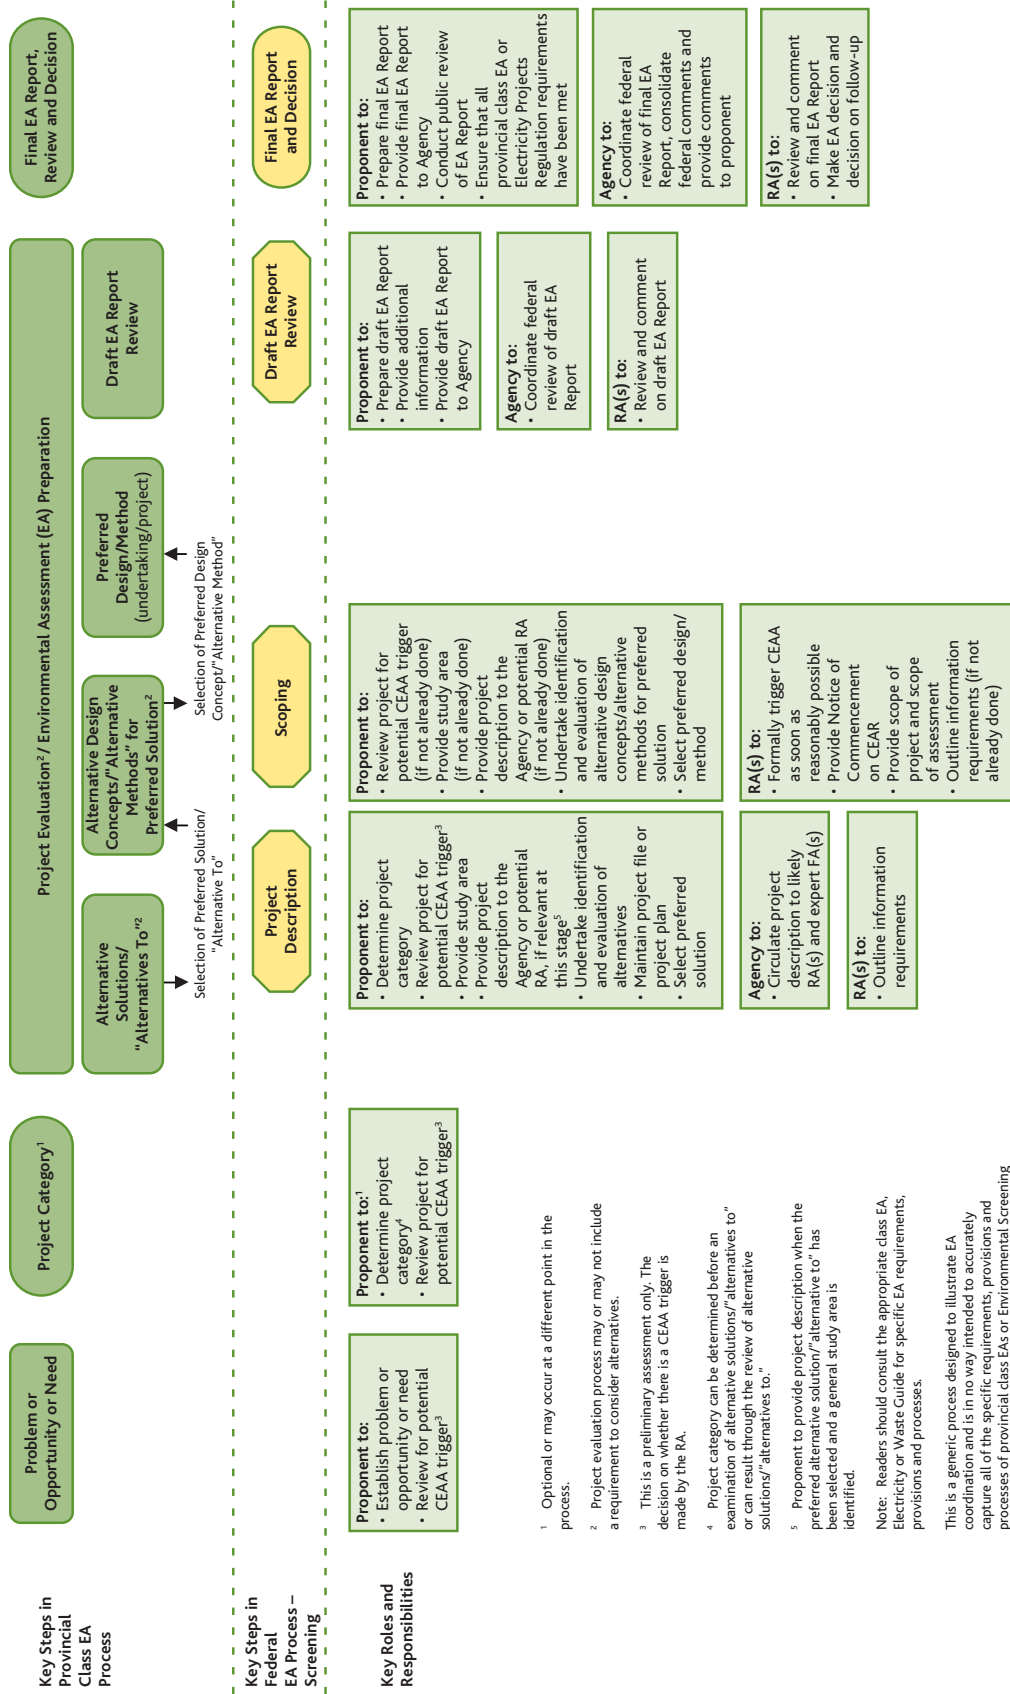 Key Steps in
Provincial
Class EA
Process
Problem or
Opportunity or Need
Project Category¹
Project Evaluation² / Environmental Assessment (EA) Preparation
Alternative
Solutions/
“Alternatives To”²
Alternative Design
Concepts/“Alternative
Methods” for
Preferred Solution²
Preferred
Design/Method
(undertaking/project)
Draft EA Report
Review
Final EA Report,
Review and Decision
Selection of Preferred Solution/
“Alternative To”
Selection of Preferred Design
Concept/“Alternative Method”
Key Steps in
Federal
EA Process –
Screening
Project
Description
Scoping
Draft EA Report
Review
Final EA Report
and Decision
Key Roles and
Responsibilities
Proponent to:
• Establish problem or
opportunity or need
• Review for potential
CEAA trigger³
Proponent to:¹
• Determine project
category⁴
• Review project for
potential CEAA trigger³
Proponent to:
• Determine project
category
• Review project for
potential CEAA trigger³
• Provide study area
• Provide project
description to the
Agency or potential
RA, if relevant at
this stage⁵
• Undertake identification
and evaluation of
alternatives
• Maintain project file or
project plan
• Select preferred
solution
Agency to:
• Circulate project
description to likely
RA(s) and expert FA(s)
RA(s) to:
• Outline information
requirements
Proponent to:
• Review project for
potential CEAA trigger
(if not already done)
• Provide study area
(if not already done)
• Provide project
description to the
Agency or potential RA
(if not already done)
• Undertake identification
and evaluation of
alternative design
concepts/alternative
methods for preferred
solution
• Select preferred design/
method
RA(s) to:
• Formally trigger CEAA
as soon as
reasonably possible
• Provide Notice of
Commencement
on CEAR
• Provide scope of
project and scope
of assessment
• Outline information
requirements (if not
already done)
Proponent to:
• Prepare draft EA Report
• Provide additional
information
• Provide draft EA Report
to Agency
Agency to:
• Coordinate federal
review of draft EA
Report
RA(s) to:
• Review and comment
on draft EA Report
Proponent to:
• Prepare final EA Report
• Provide final EA Report
to Agency
• Conduct public review
of EA Report
• Ensure that all
provincial class EA or
Electricity Projects
Regulation requirements
have been met
Agency to:
• Coordinate federal
review of final EA
Report, consolidate
federal comments and
provide comments
to proponent
RA(s) to:
• Review and comment
on final EA Report
• Make EA decision and
decision on follow-up
¹ Optional or may occur at a different point in the
process.
² Project evaluation process may or may not include
a requirement to consider alternatives.
³ This is a preliminary assessment only. The
decision on whether there is a CEAA trigger is
made by the RA.
⁴ Project category can be determined before an
examination of alternative solutions/”alternatives to”
or can result through the review of alternative
solutions/”alternatives to.”
⁵ Proponent to provide project description when the
preferred alternative solution/”alternative to” has
been selected and a general study area is
identified.
Note: Readers should consult the appropriate class EA,
Electricity or Waste Guide for specific EA requirements,
provisions and processes.
This is a generic process designed to illustrate EA
coordination and is in no way intended to accurately
capture all of the specific requirements, provisions and
processes of provincial class EAs or Environmental Screening